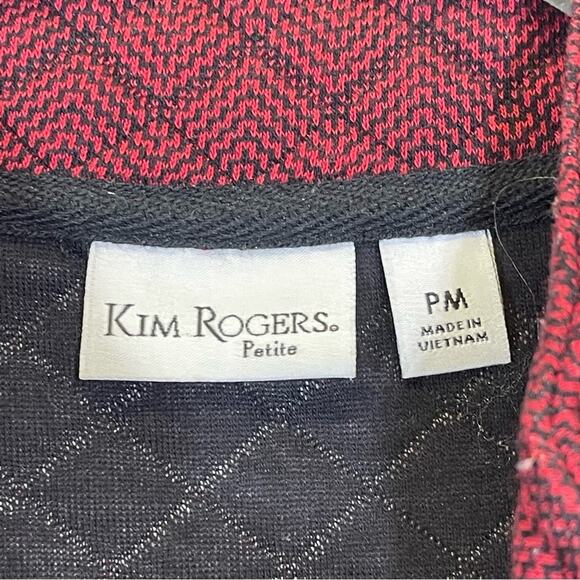 KIM ROGERS®
Petite
PM
MADE IN
VIETNAM